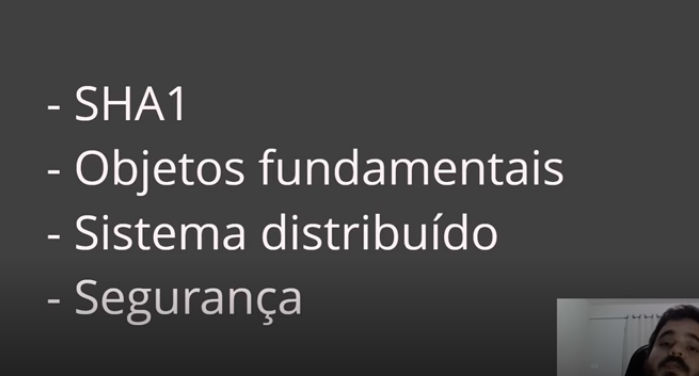 - SHA1
- Objetos fundamentais
- Sistema distribuído
- Segurança